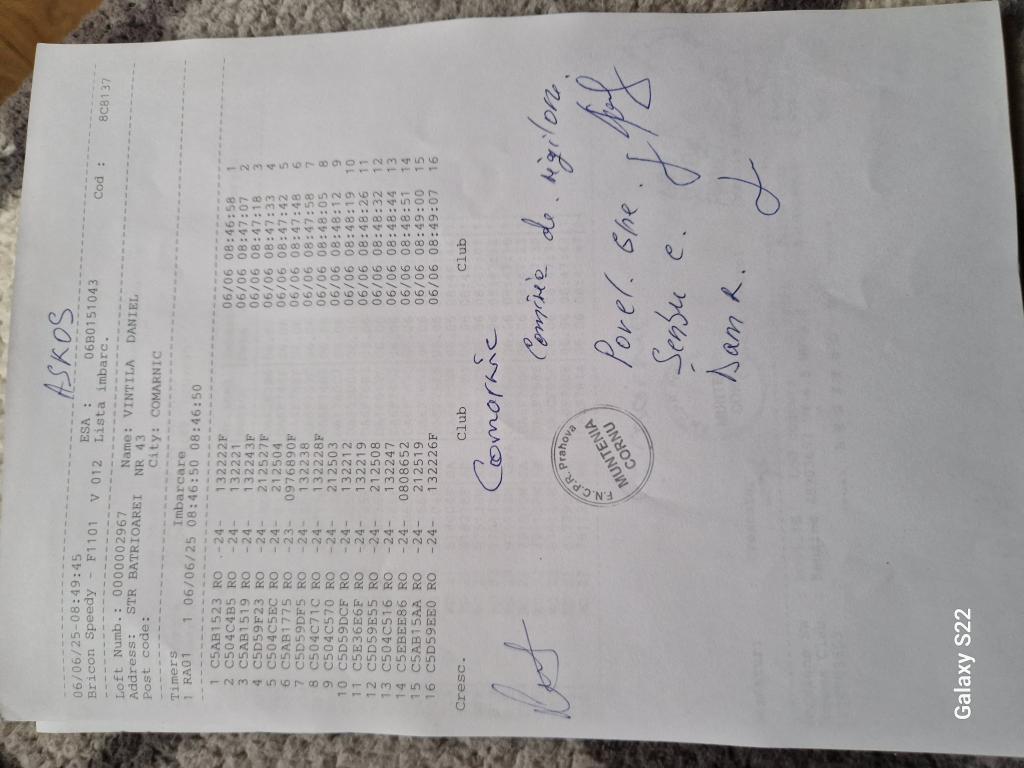 ASKOS
06/06/25-08:49:45
Bricon Speedy - F1101 V 012 ESA : 06B0151043 Cod : 8C8137
Lista imbarc.
Loft Numb.: 0000002967 Name: VINTILA DANIEL
Address: STR BATRIOAREI NR 43
Post code: City: COMARNIC
Timers Imbarcare
1 RA01 1 06/06/25 08:46:50 08:46:50
1 C5AB1523 RO -24- 132222F 06/06 08:46:58 1
2 C504C4B5 RO -24- 132221 06/06 08:47:07 2
3 C5AB1519 RO -24- 132243F 06/06 08:47:18 3
4 C5D59F23 RO -24- 212527F 06/06 08:47:33 4
5 C504C5EC RO -24- 212504 06/06 08:47:42 5
6 C5AB1775 RO -23- 0976890F 06/06 08:47:48 6
7 C5D59DF5 RO -24- 132238 06/06 08:47:58 7
8 C504C71C RO -24- 132228F 06/06 08:48:05 8
9 C504C570 RO -24- 212503 06/06 08:48:12 9
10 C5D59DCF RO -24- 132212 06/06 08:48:19 10
11 C5E36E6F RO -24- 132219 06/06 08:48:26 11
12 C5D59E55 RO -24- 212508 06/06 08:48:32 12
13 C504C516 RO -24- 132247 06/06 08:48:44 13
14 C5EBEE86 RO -24- 0808652 06/06 08:48:51 14
15 C5AB15AA RO -24- 212519 06/06 08:49:00 15
16 C5D59EE0 RO -24- 132226F 06/06 08:49:07 16
Cresc. Club Club
Comarnic
Comisie de
F.N.C.P.R. Prahova
MUNTENIA
CORNU
Pavel. Ghe.
Serbu C.
Dan R.
Galaxy S22